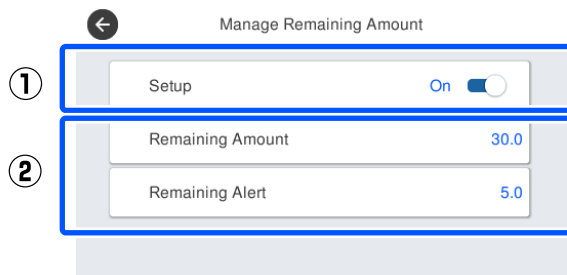 Manage Remaining Amount
① Setup On
② Remaining Amount 30.0
Remaining Alert 5.0